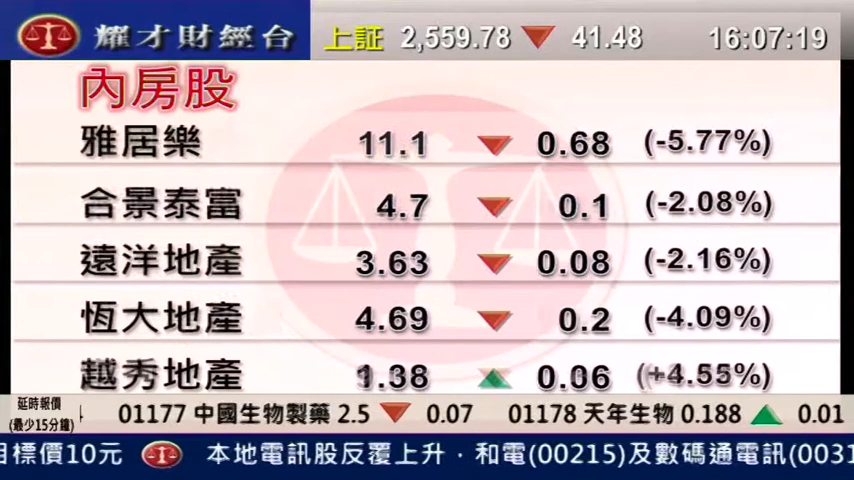 耀才財經台 上証 2,559.78 ▼ 41.48 16:07:19
內房股
雅居樂 11.1 ▼ 0.68 (-5.77%)
合景泰富 4.7 ▼ 0.1 (-2.08%)
遠洋地產 3.63 ▼ 0.08 (-2.16%)
恆大地產 4.69 ▼ 0.2 (-4.09%)
越秀地產 1.38 ▲ 0.06 (+4.55%)
延時報價
(最少15分鐘)
01177 中國生物製藥 2.5 ▼ 0.07 01178 天年生物 0.188 ▲ 0.01
目標價10元 本地電訊股反覆上升．和電(00215)及數碼通電訊(0031